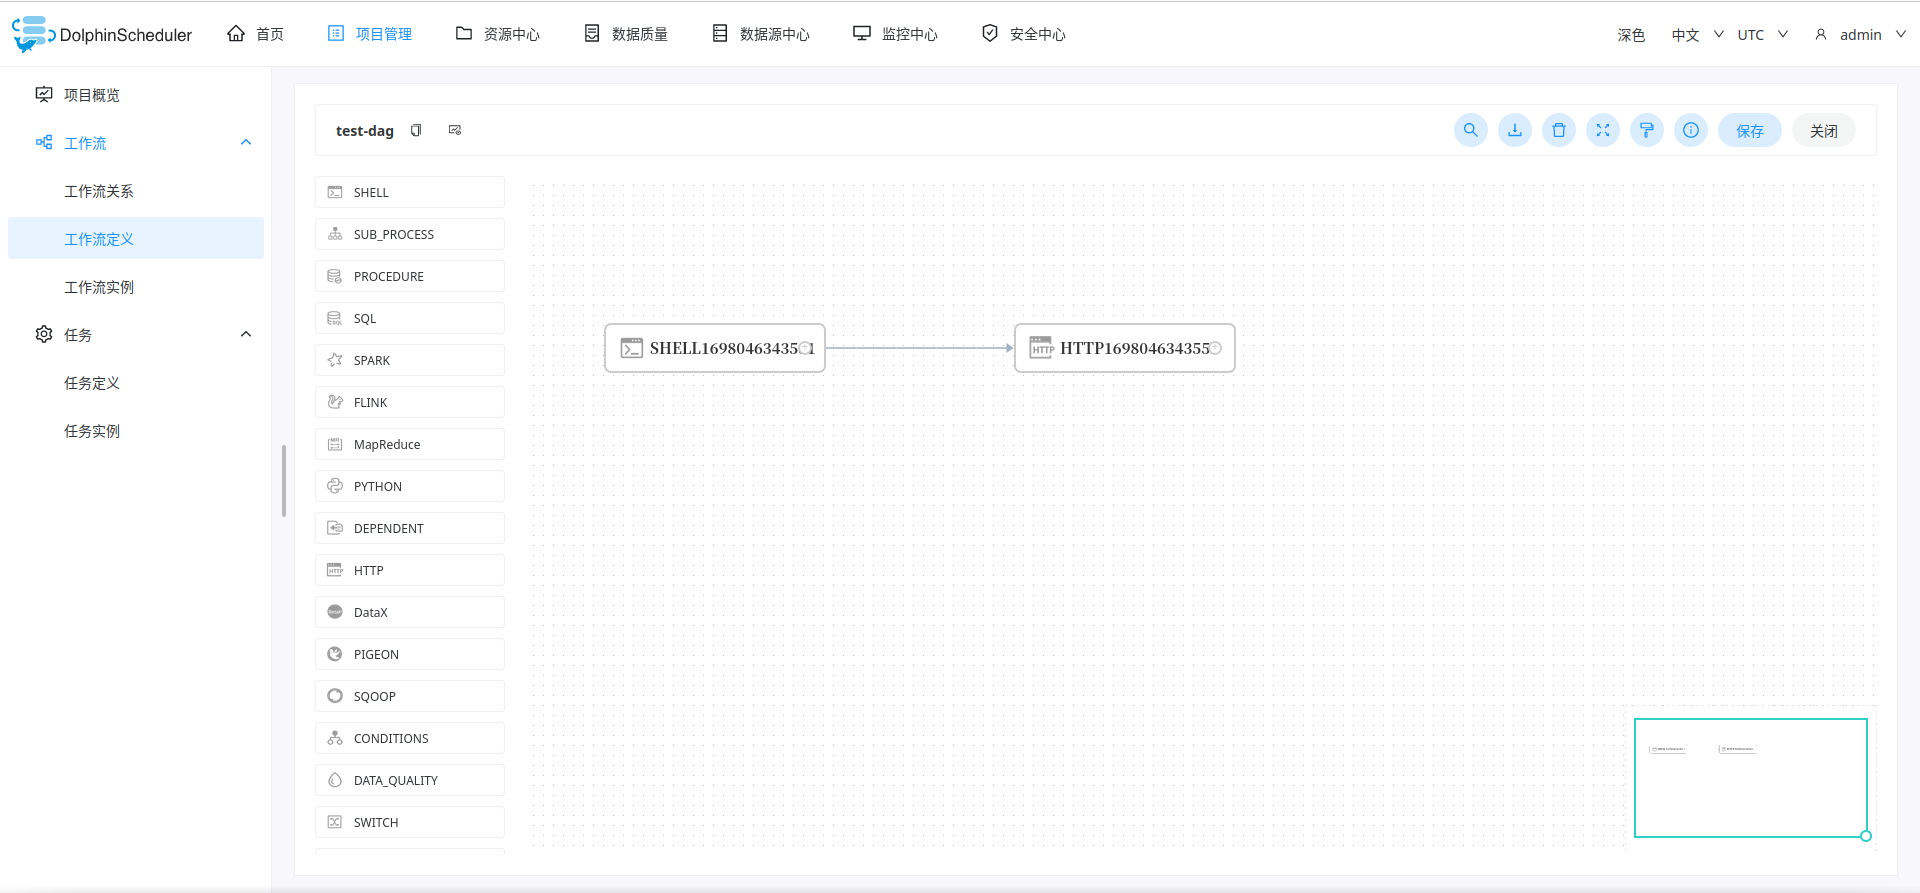 DolphinScheduler 首页 项目管理 资源中心 数据质量 数据源中心 监控中心 安全中心 深色 中文 UTC admin
项目概览
工作流
工作流关系
工作流定义
工作流实例
任务
任务定义
任务实例
test-dag 保存 关闭
SHELL
SUB_PROCESS
PROCEDURE
SQL
SPARK
FLINK
MapReduce
PYTHON
DEPENDENT
HTTP
DataX
PIGEON
SQOOP
CONDITIONS
DATA_QUALITY
SWITCH
HTTP HTTP169804634355